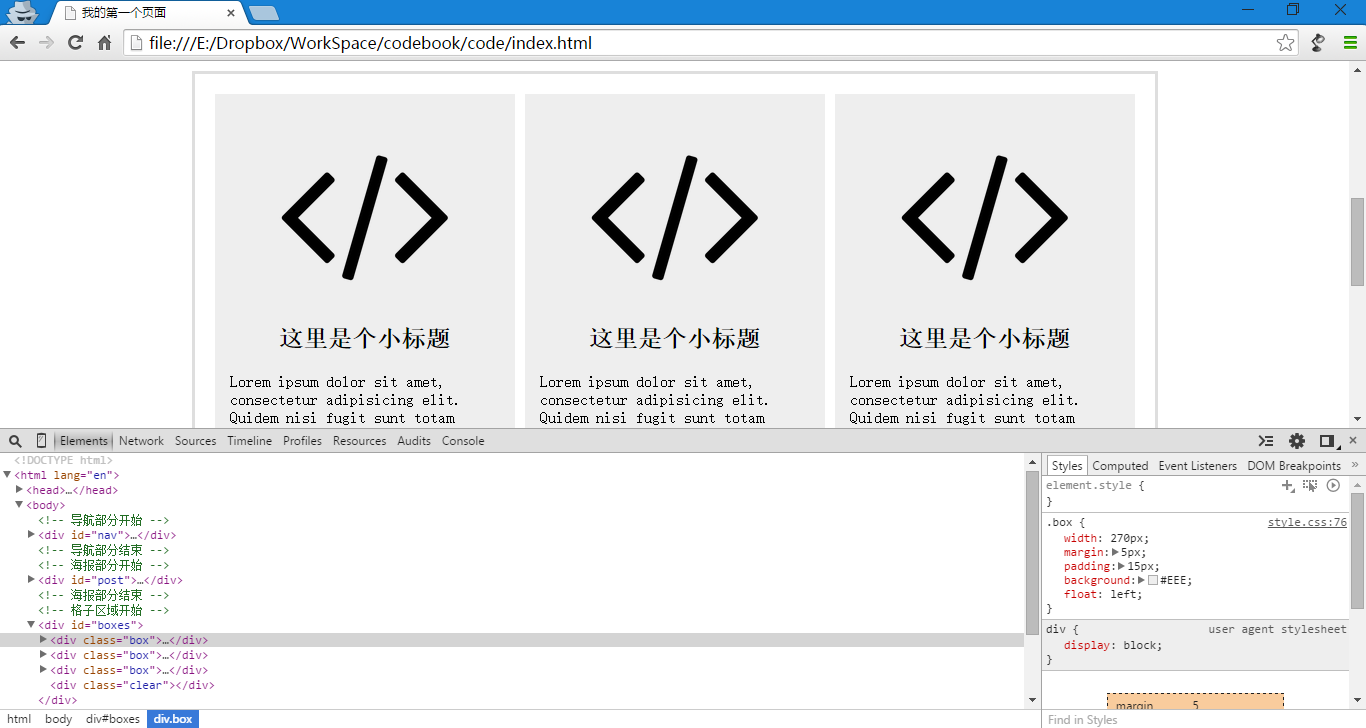 我的第一个页面
file:///E:/Dropbox/WorkSpace/codebook/code/index.html
</> </> </>
这里是个小标题 这里是个小标题 这里是个小标题
Lorem ipsum dolor sit amet, Lorem ipsum dolor sit amet, Lorem ipsum dolor sit amet,
consectetur adipisicing elit. consectetur adipisicing elit. consectetur adipisicing elit.
Quidem nisi fugit sunt totam Quidem nisi fugit sunt totam Quidem nisi fugit sunt totam
Elements Network Sources Timeline Profiles Resources Audits Console
<!DOCTYPE html>
<html lang="en">
<head>…</head>
<body>
<!-- 导航部分开始 -->
<div id="nav">…</div>
<!-- 导航部分结束 -->
<!-- 海报部分开始 -->
<div id="post">…</div>
<!-- 海报部分结束 -->
<!-- 格子区域开始 -->
<div id="boxes">
<div class="box">…</div>
<div class="box">…</div>
<div class="box">…</div>
<div class="clear"></div>
</div>
html body div#boxes div.box
Styles Computed Event Listeners DOM Breakpoints »
element.style {
}
.box { style.css:76
width: 270px;
margin: 5px;
padding: 15px;
background: #EEE;
float: left;
}
div { user agent stylesheet
display: block;
}
margin 5
Find in Styles